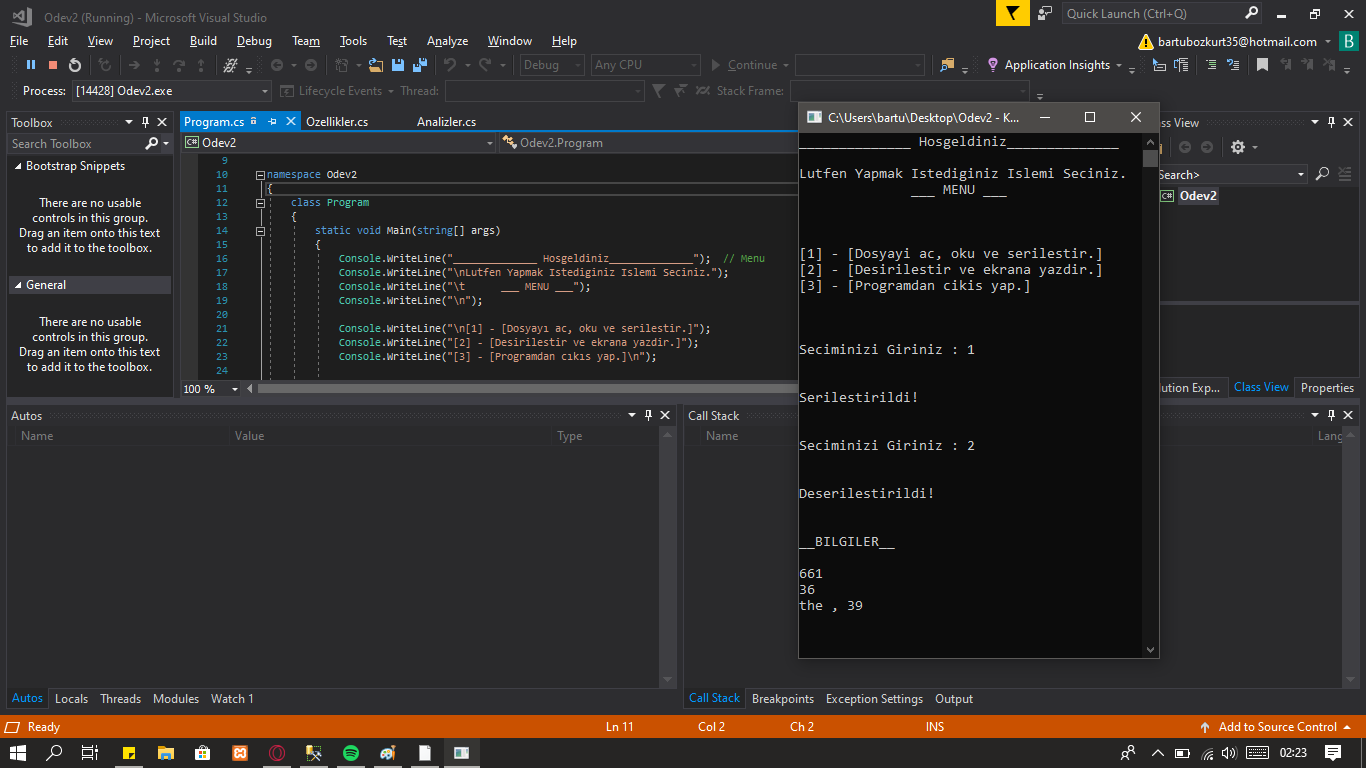 Odev2 (Running) - Microsoft Visual Studio
Quick Launch (Ctrl+Q)
File Edit View Project Build Debug Team Tools Test Analyze Window Help
bartubozkurt35@hotmail.com B
Debug Any CPU Continue Application Insights
Process: [14428] Odev2.exe Lifecycle Events Thread: Stack Frame:
Toolbox
Search Toolbox
Bootstrap Snippets
There are no usable
controls in this group.
Drag an item onto this text
to add it to the toolbox.
General
There are no usable
controls in this group.
Drag an item onto this text
to add it to the toolbox.
Program.cs Ozellikler.cs Analizler.cs
Odev2 Odev2.Program
9
10 namespace Odev2
11 {
12 class Program
13 {
14 static void Main(string[] args)
15 {
16 Console.WriteLine("______________ Hosgeldiniz______________"); // Menu
17 Console.WriteLine("\nLutfen Yapmak Istediginiz Islemi Seciniz.");
18 Console.WriteLine("\t ___ MENU ___");
19 Console.WriteLine("\n");
20
21 Console.WriteLine("\n[1] - [Dosyayı ac, oku ve serilestir.]");
22 Console.WriteLine("[2] - [Desirilestir ve ekrana yazdir.]");
23 Console.WriteLine("[3] - [Programdan cıkıs yap.]\n");
24
100 %
C:\Users\bartu\Desktop\Odev2 - K...
______________ Hosgeldiniz______________
Lutfen Yapmak Istediginiz Islemi Seciniz.
___ MENU ___
[1] - [Dosyayi ac, oku ve serilestir.]
[2] - [Desirilestir ve ekrana yazdir.]
[3] - [Programdan cikis yap.]
Seciminizi Giriniz : 1
Serilestirildi!
Seciminizi Giriniz : 2
Deserilestirildi!
__BILGILER__
661
36
the , 39
ss View
Search>
Odev2
lution Exp... Class View Properties
Autos
Name Value Type
Call Stack
Name Lang
Autos Locals Threads Modules Watch 1
Call Stack Breakpoints Exception Settings Output
Ready Ln 11 Col 2 Ch 2 INS Add to Source Control
02:23